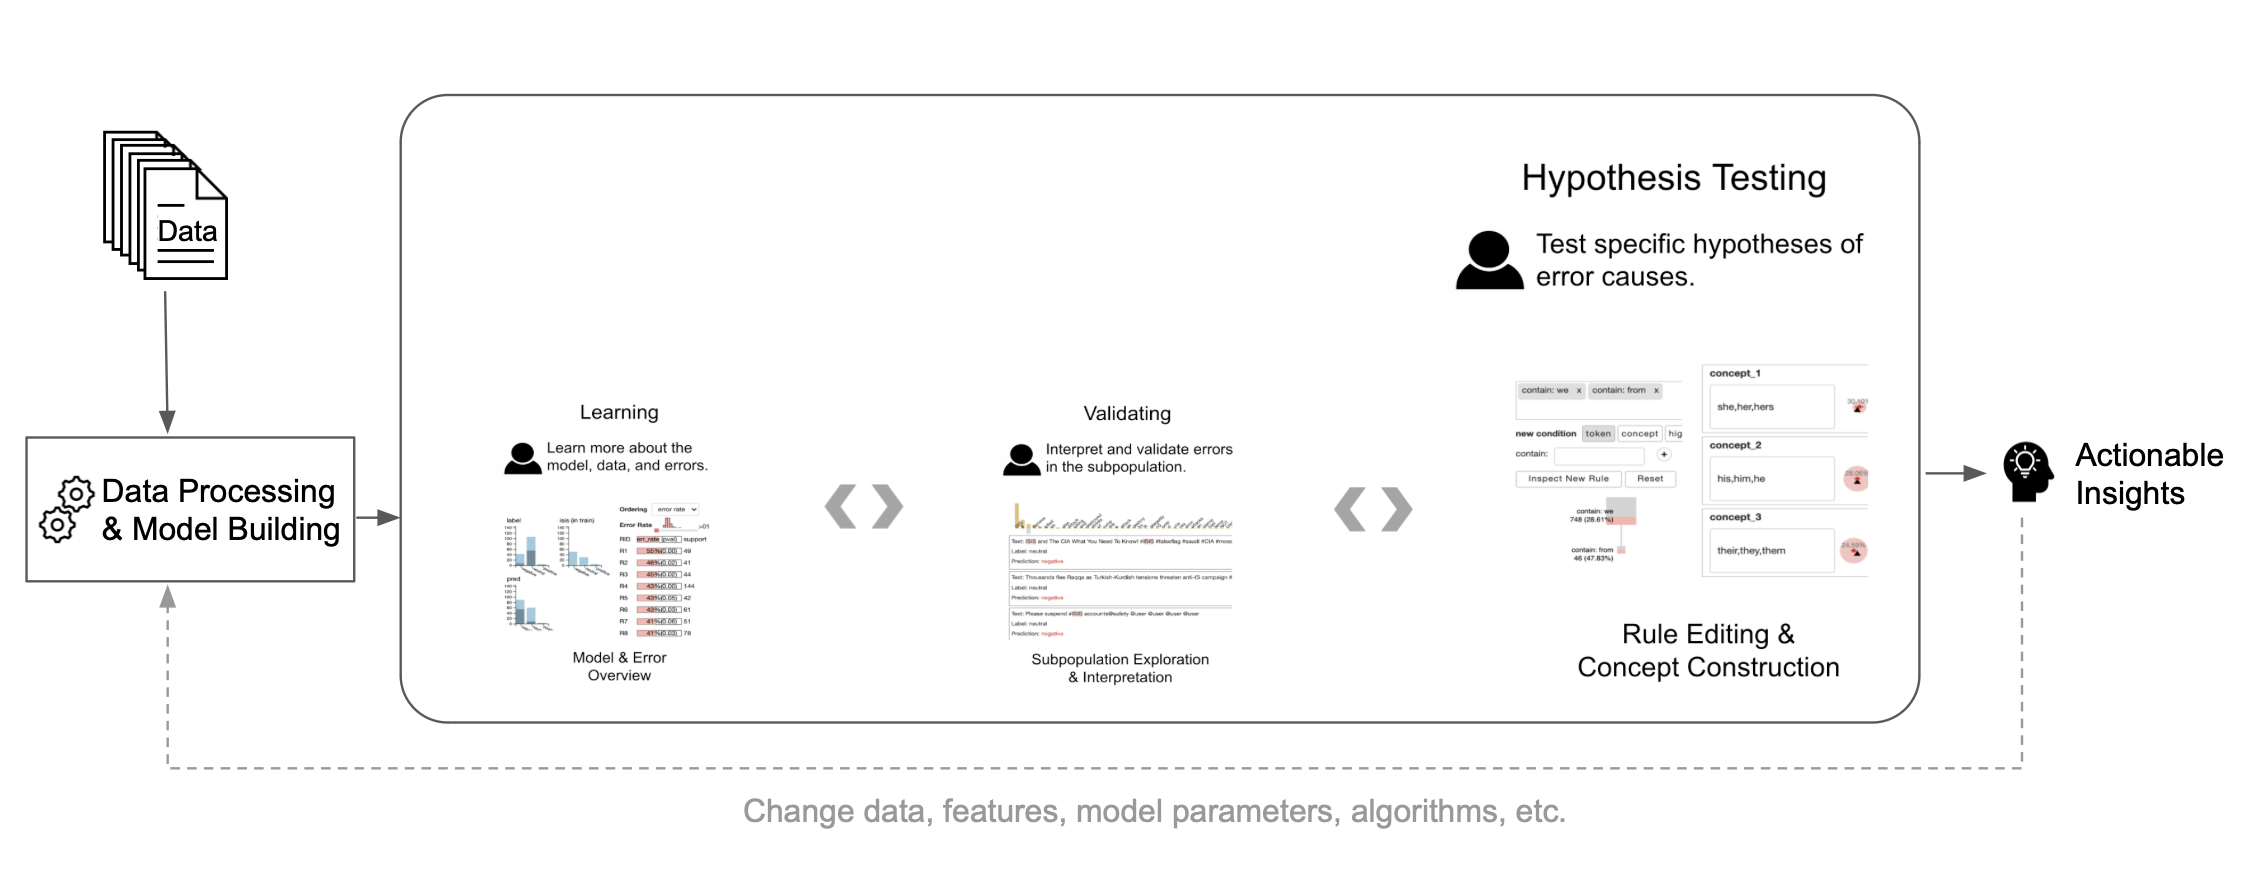 Data
Data Processing
& Model Building
Learning
Learn more about the
model, data, and errors.
label
isis (in train)
pred
Ordering
error rate
Error Rate
>01
RID
err_rate (pval)
support
R1 55%(0.00) 49
R2 46%(0.02) 41
R3 45%(0.02) 44
R4 43%(0.00) 144
R5 43%(0.05) 42
R6 43%(0.03) 61
R7 41%(0.06) 51
R8 41%(0.03) 78
Model & Error
Overview
Validating
Interpret and validate errors
in the subpopulation.
Text: ISIS and The CIA What You Need To Know! #ISIS #falseflag #saudi #CIA
Label: neutral
Text: Thousands flee Raqqa as Turkish-Kurdish tensions threaten anti-IS campaign #
Label: neutral
Prediction: negative
Text: Please suspend #ISIS accounts@safety @user @user @user
Label: neutral
Prediction: negative
Subpopulation Exploration
& Interpretation
Hypothesis Testing
Test specific hypotheses of
error causes.
contain: we x contain: from x
new condition token concept hig
contain: +
Inspect New Rule Reset
contain: we
748 (28.61%)
contain: from
46 (47.83%)
concept_1
she,her,hers
concept_2
his,him,he
concept_3
their,they,them
Rule Editing &
Concept Construction
Actionable
Insights
Change data, features, model parameters, algorithms, etc.